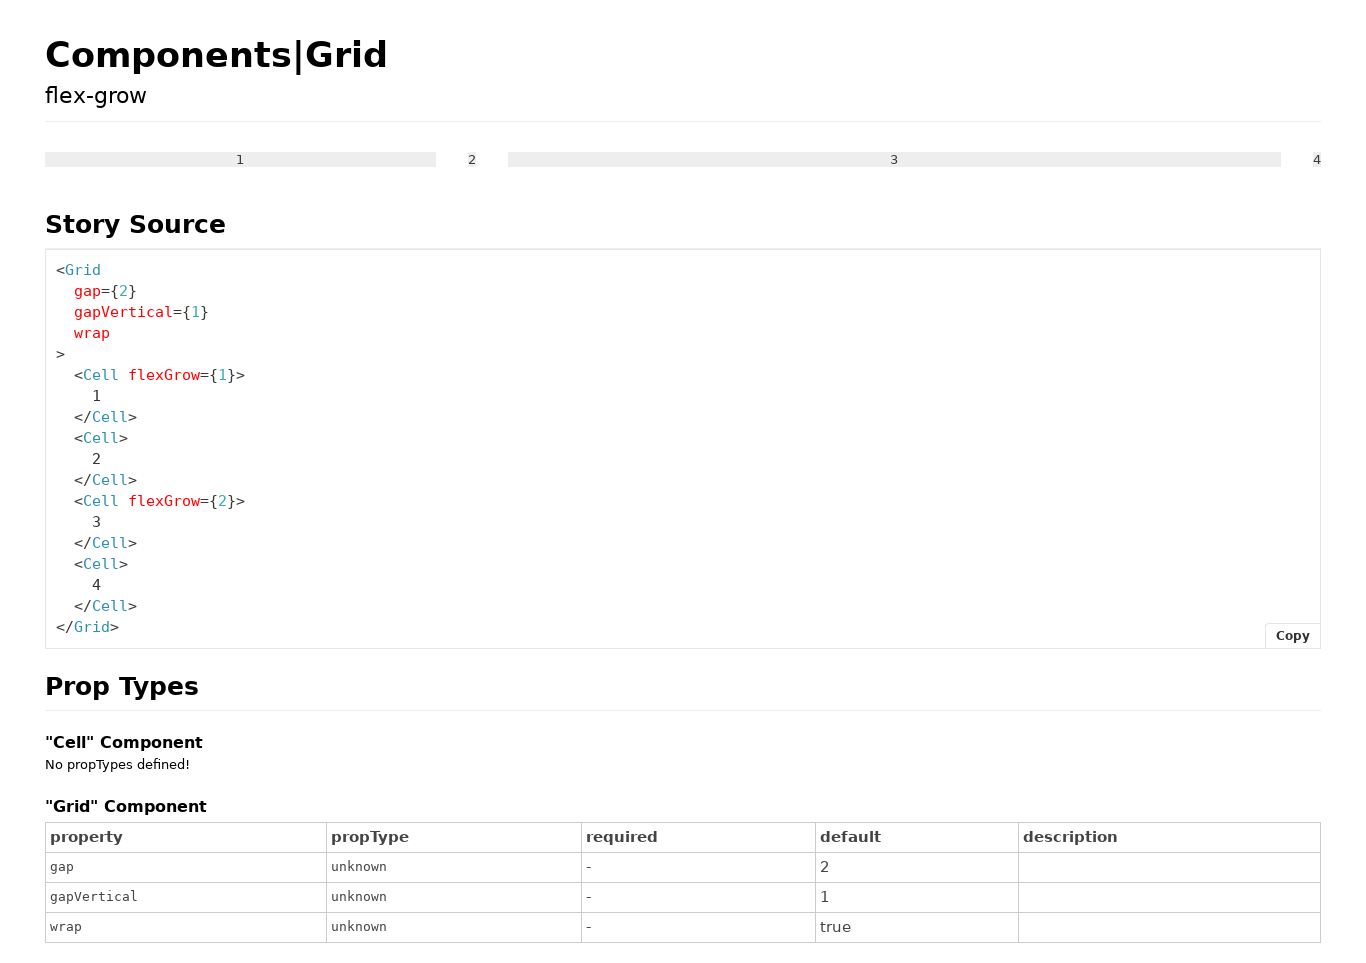 Components|Grid
flex-grow
1 2 3 4
Story Source
<Grid
  gap={2}
  gapVertical={1}
  wrap
>
  <Cell flexGrow={1}>
    1
  </Cell>
  <Cell>
    2
  </Cell>
  <Cell flexGrow={2}>
    3
  </Cell>
  <Cell>
    4
  </Cell>
</Grid>
Copy
Prop Types
"Cell" Component
No propTypes defined!
"Grid" Component
property propType required default description
gap unknown - 2
gapVertical unknown - 1
wrap unknown - true